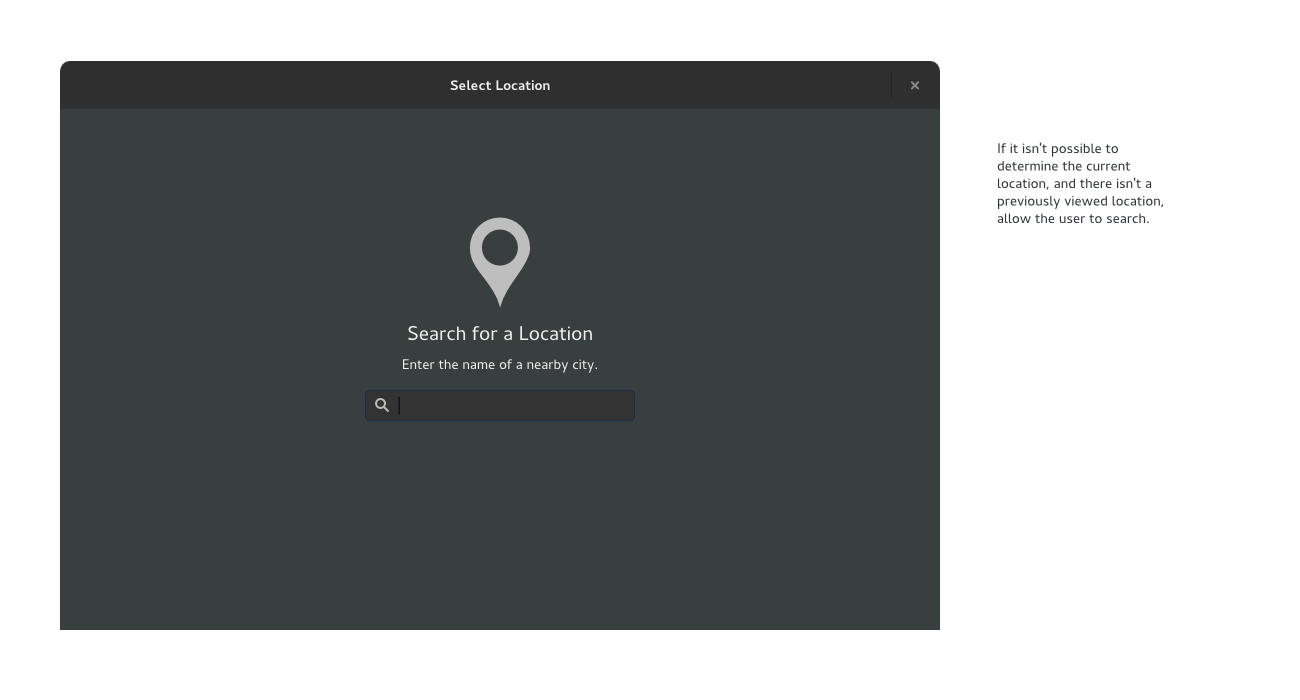 Select Location
Search for a Location
Enter the name of a nearby city.
If it isn't possible to
determine the current
location, and there isn't a
previously viewed location,
allow the user to search.